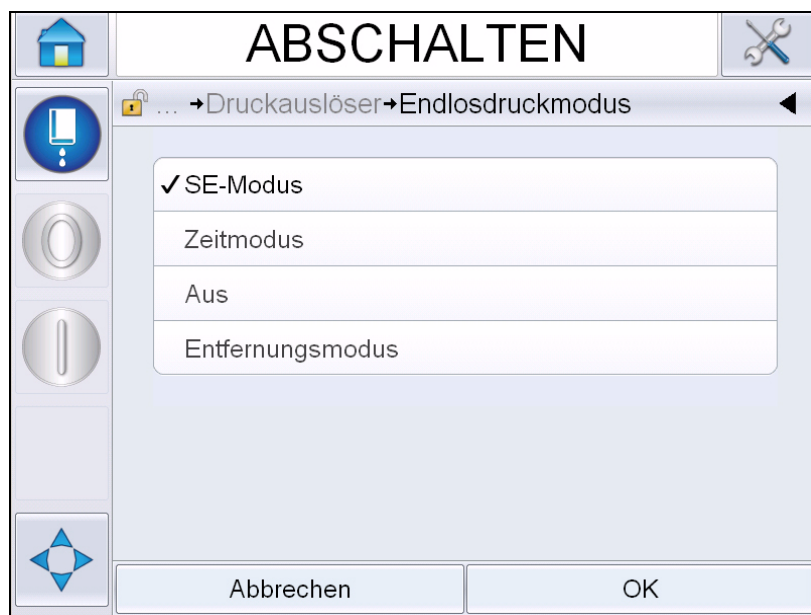 ABSCHALTEN
... →Druckauslöser→Endlosdruckmodus
✓SE-Modus
Zeitmodus
Aus
Entfernungsmodus
Abbrechen
OK